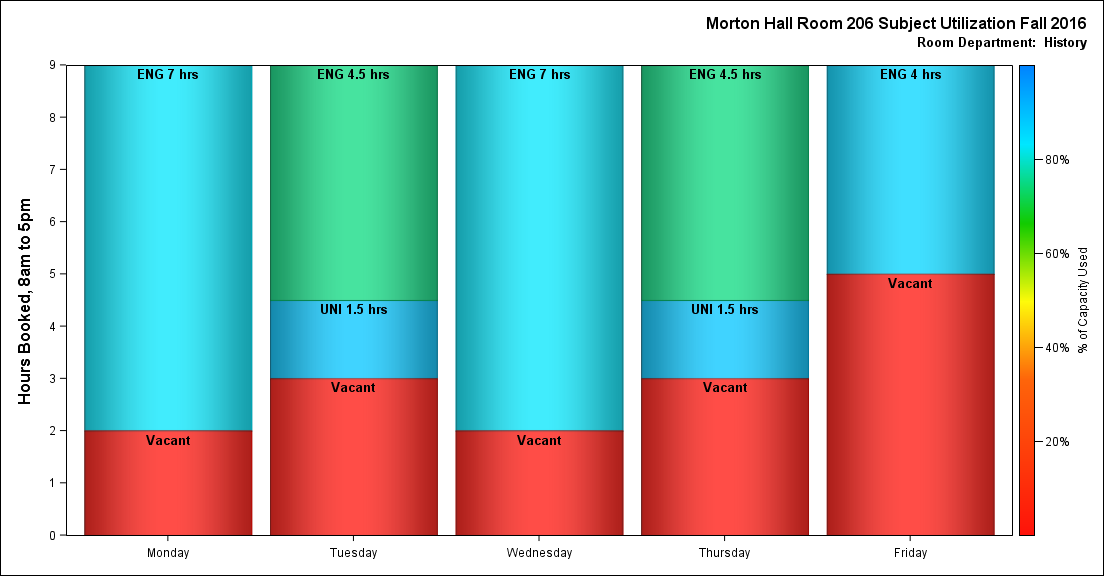 Morton Hall Room 206 Subject Utilization Fall 2016
Room Department:  History
Hours Booked, 8am to 5pm
9
8
7
6
5
4
3
2
1
0
ENG 7 hrs
Vacant
Monday
ENG 4.5 hrs
UNI 1.5 hrs
Vacant
Tuesday
ENG 7 hrs
Vacant
Wednesday
ENG 4.5 hrs
UNI 1.5 hrs
Vacant
Thursday
ENG 4 hrs
Vacant
Friday
80%
60%
40%
20%
% of Capacity Used